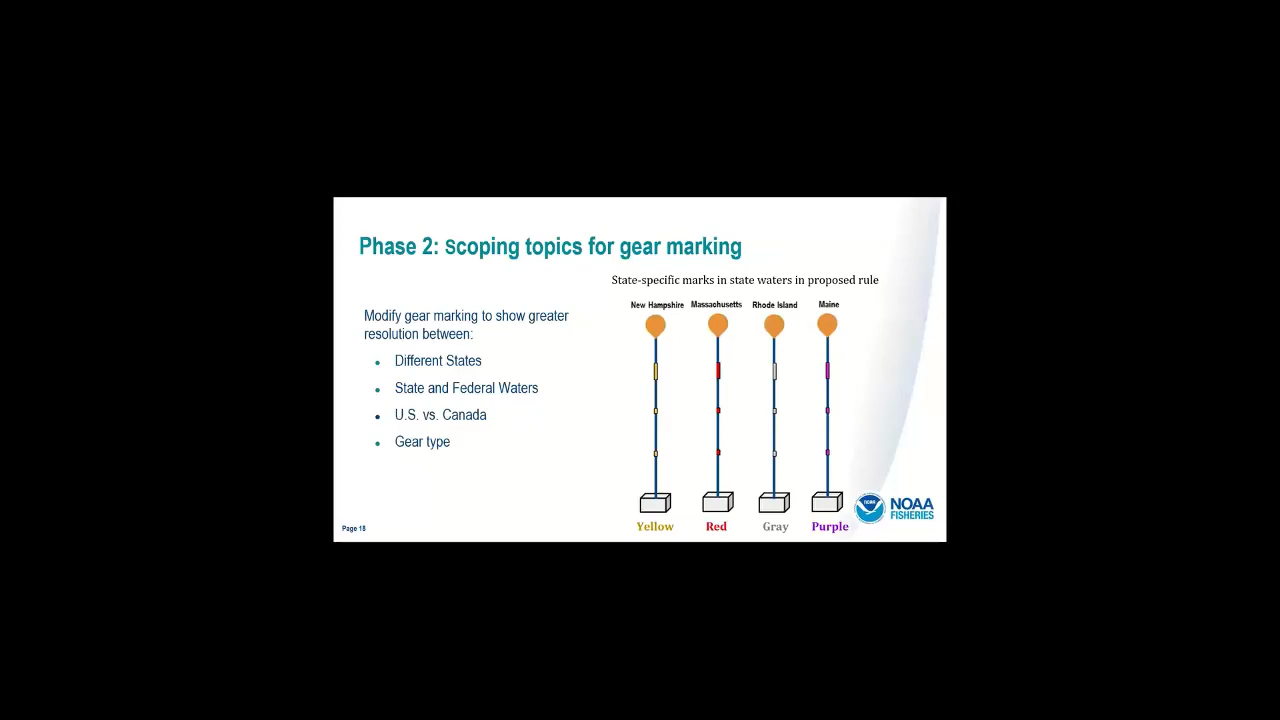 Phase 2: Scoping topics for gear marking
State-specific marks in state waters in proposed rule
Modify gear marking to show greater
resolution between:
• Different States
• State and Federal Waters
• U.S. vs. Canada
• Gear type
New Hampshire Massachusetts Rhode Island Maine
Yellow Red Gray Purple
NOAA
NOAA
FISHERIES
Page 18